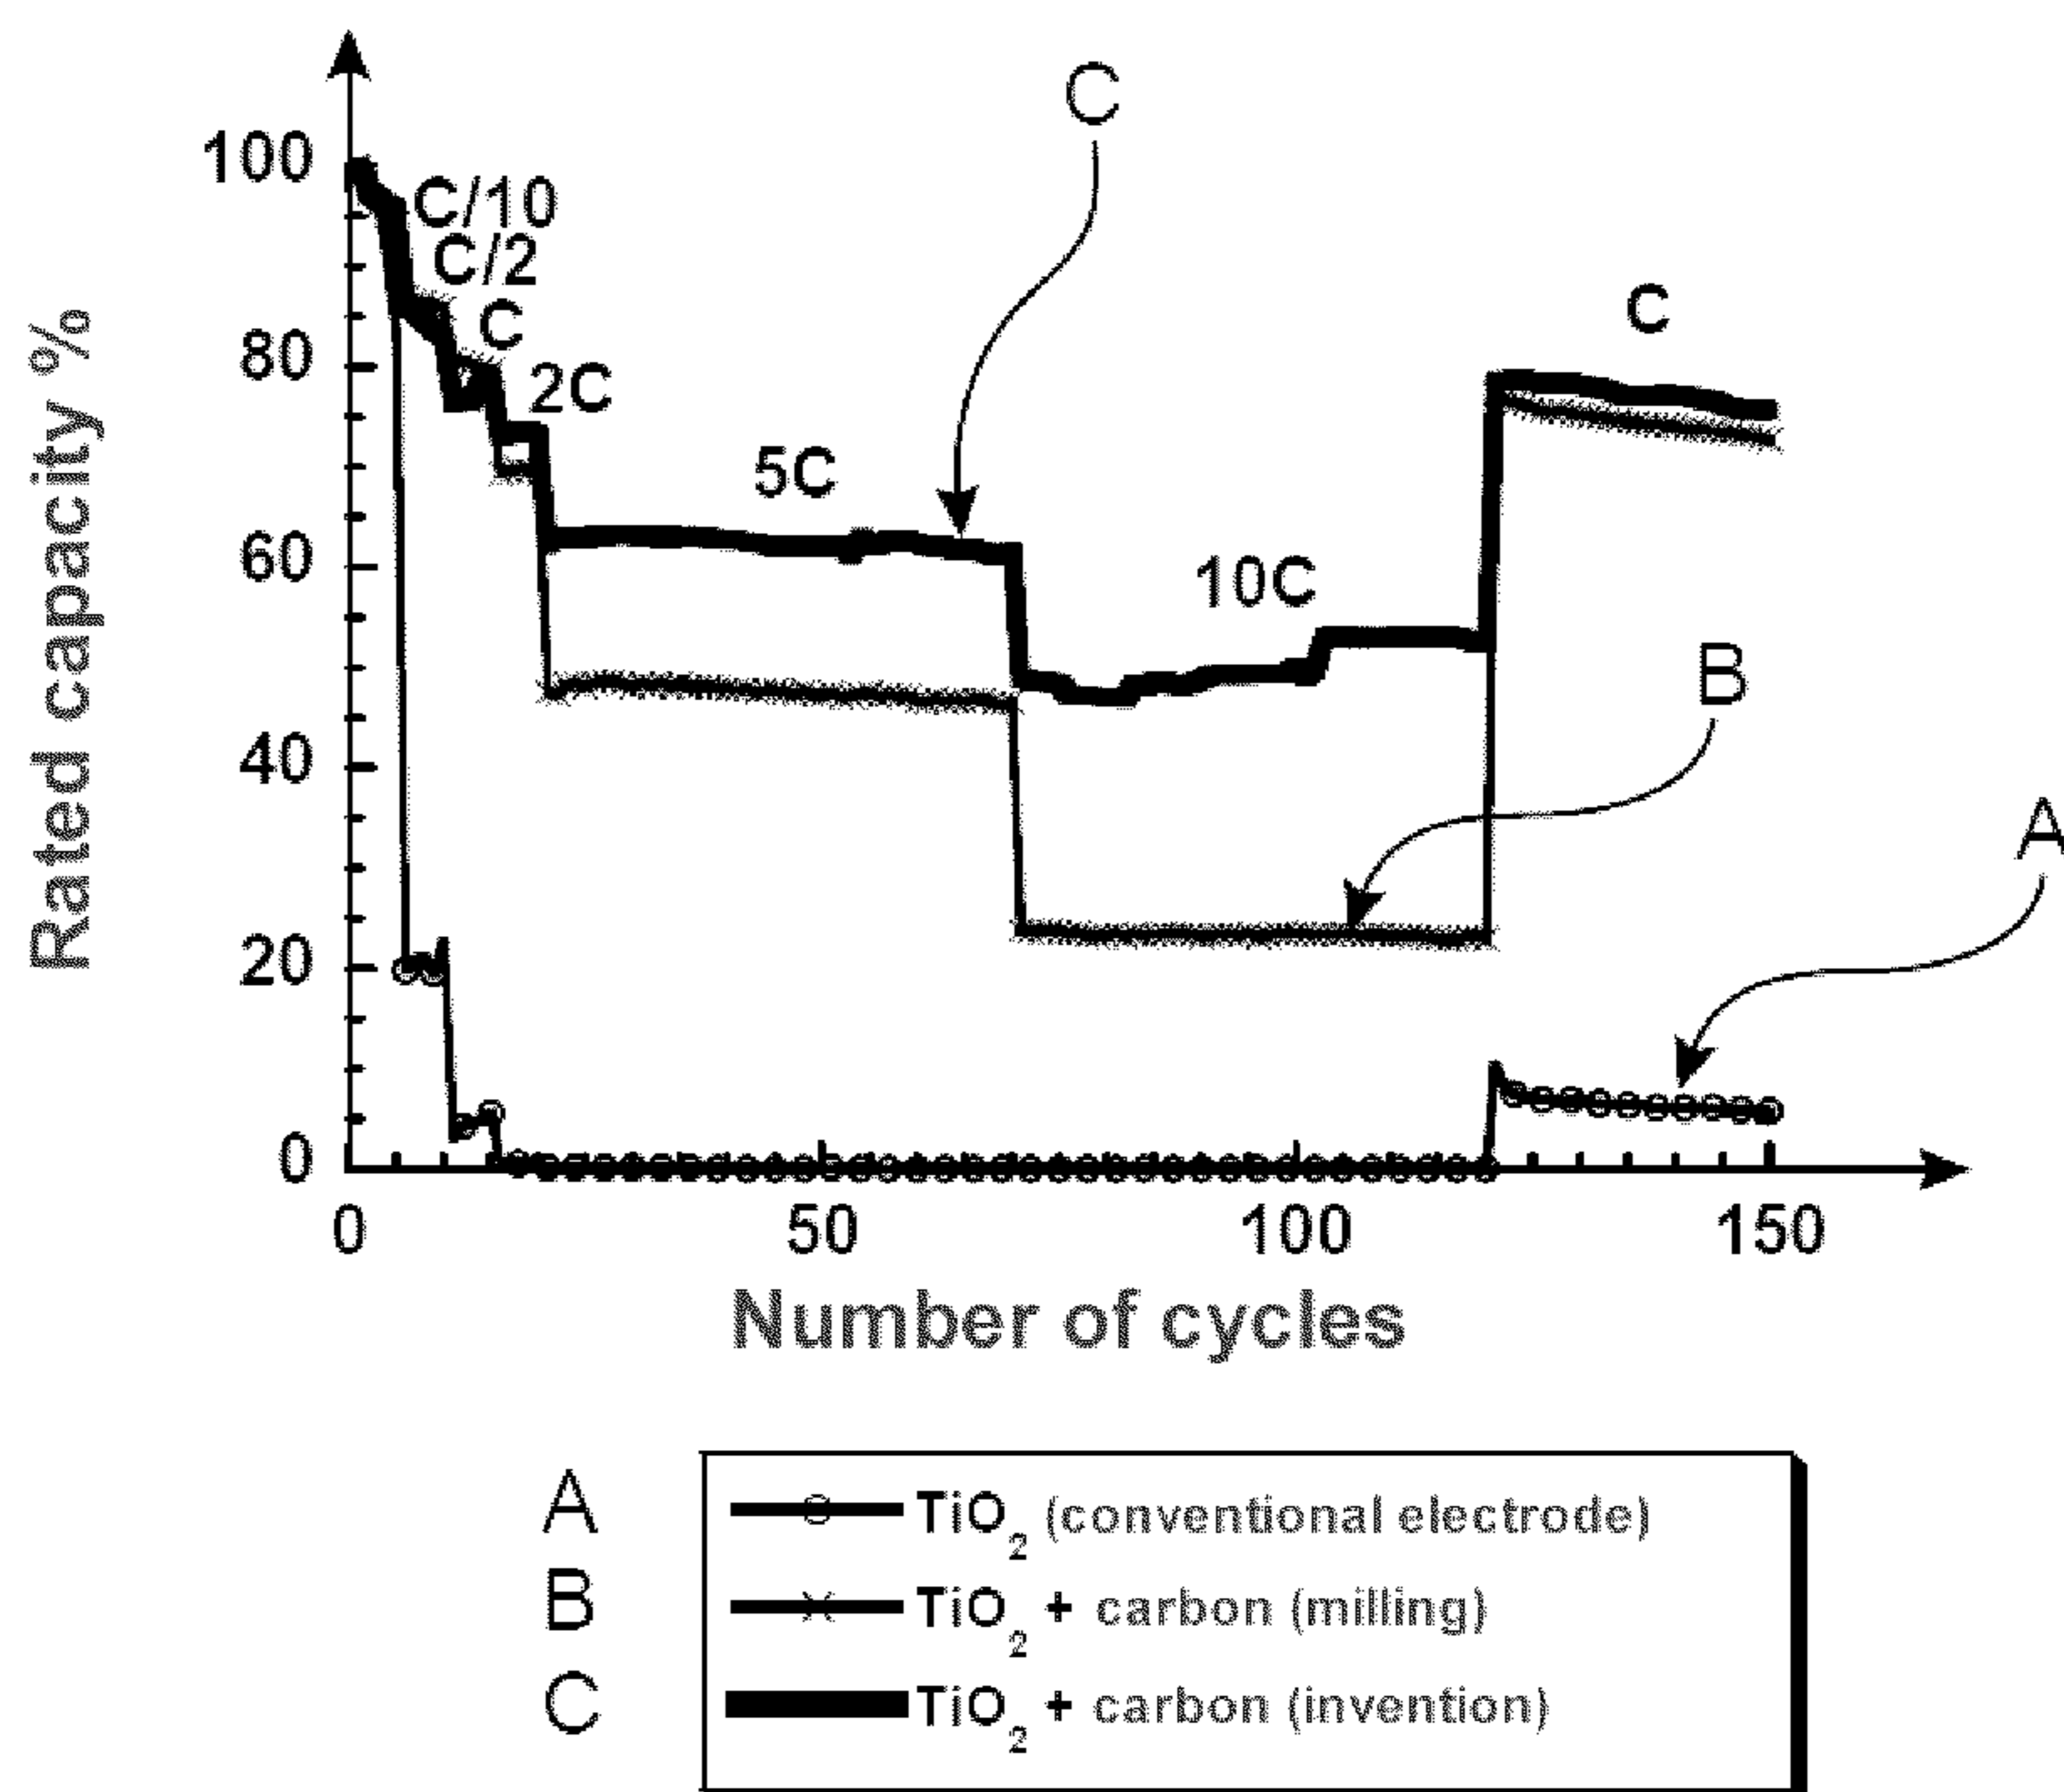 C
100
C/10
C/2
C
C
80
2C
5C
60
10C
B
40
A
20
0
0 50 100 150
Rated capacity %
Number of cycles
A TiO2 (conventional electrode)
B TiO2 + carbon (milling)
C TiO2 + carbon (invention)